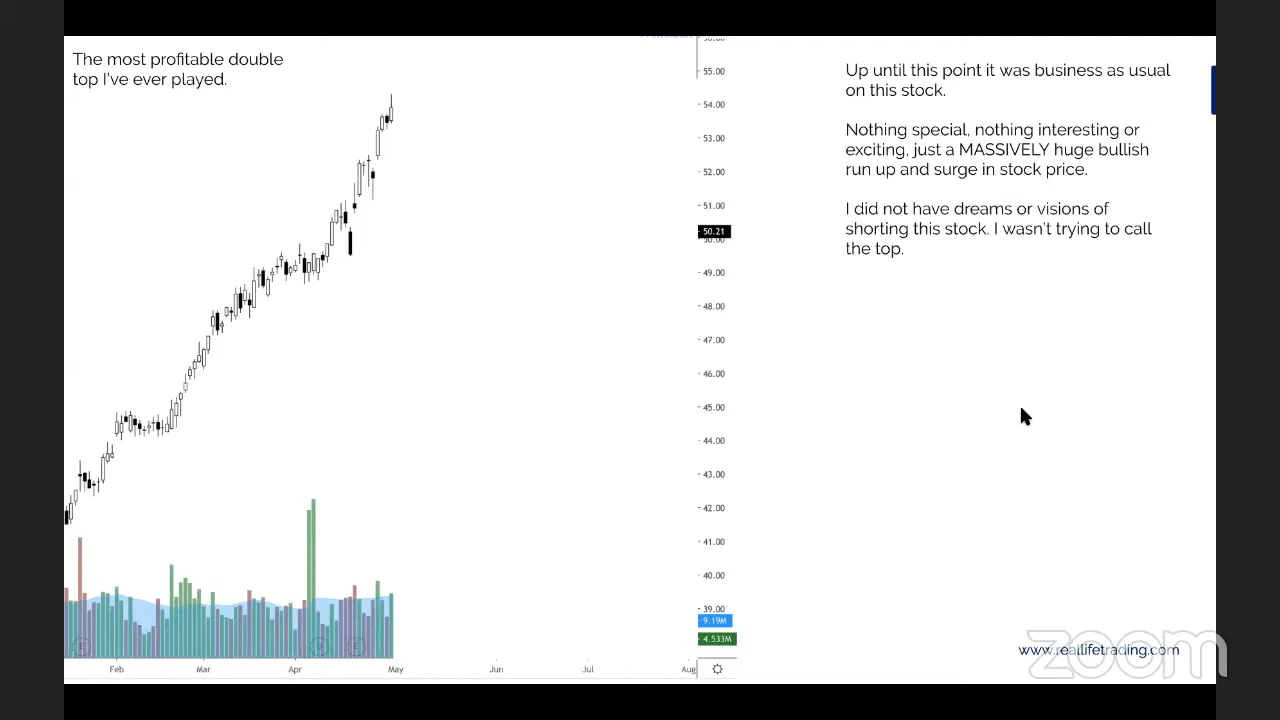 The most profitable double
top I've ever played.
55.00
54.00
53.00
52.00
51.00
50.21
50.00
49.00
48.00
47.00
46.00
45.00
44.00
43.00
42.00
41.00
40.00
39.00
9.19M
4.533M
Feb
Mar
Apr
May
Jun
Jul
Aug
Up until this point it was business as usual
on this stock.
Nothing special, nothing interesting or
exciting, just a MASSIVELY huge bullish
run up and surge in stock price.
I did not have dreams or visions of
shorting this stock. I wasn't trying to call
the top.
www.reallifetrading.com
zoom